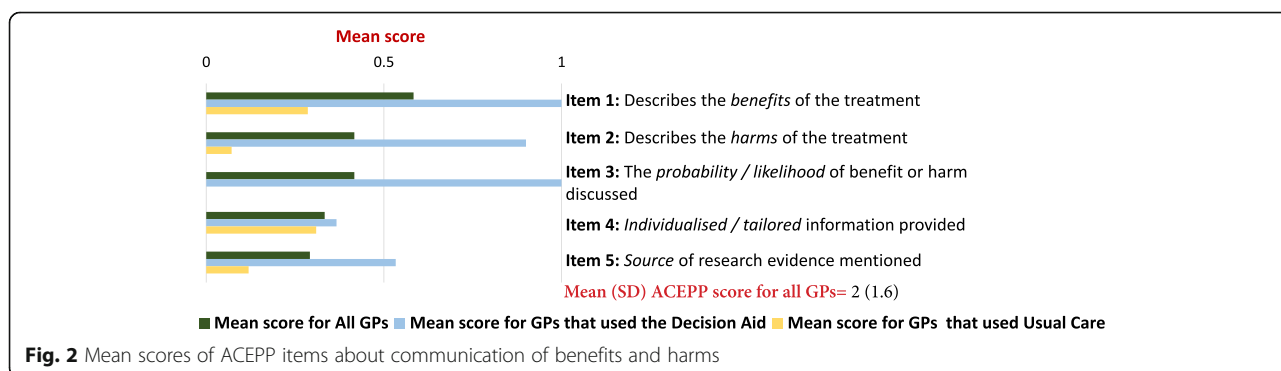 Mean score
0 0.5 1
Item 1: Describes the benefits of the treatment
Item 2: Describes the harms of the treatment
Item 3: The probability / likelihood of benefit or harm
discussed
Item 4: Individualised / tailored information provided
Item 5: Source of research evidence mentioned
Mean (SD) ACEPP score for all GPs= 2 (1.6)
Mean score for All GPs Mean score for GPs that used the Decision Aid Mean score for GPs that used Usual Care
Fig. 2 Mean scores of ACEPP items about communication of benefits and harms